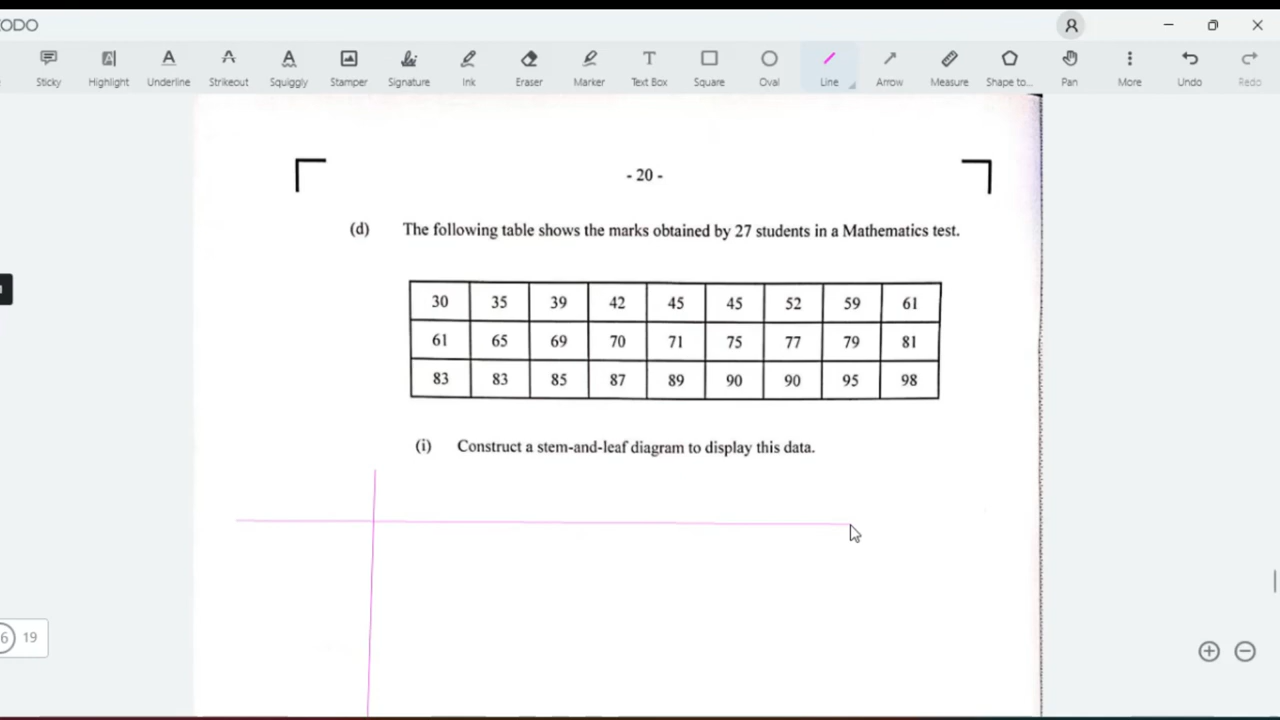 ODO
Sticky Highlight Underline Strikeout Squiggly Stamper Signature Ink Eraser Marker Text Box Square Oval Line Arrow Measure Shape to... Pan More Undo Redo
- 20 -
(d) The following table shows the marks obtained by 27 students in a Mathematics test.
30 35 39 42 45 45 52 59 61
61 65 69 70 71 75 77 79 81
83 83 85 87 89 90 90 95 98
(i) Construct a stem-and-leaf diagram to display this data.
6 19